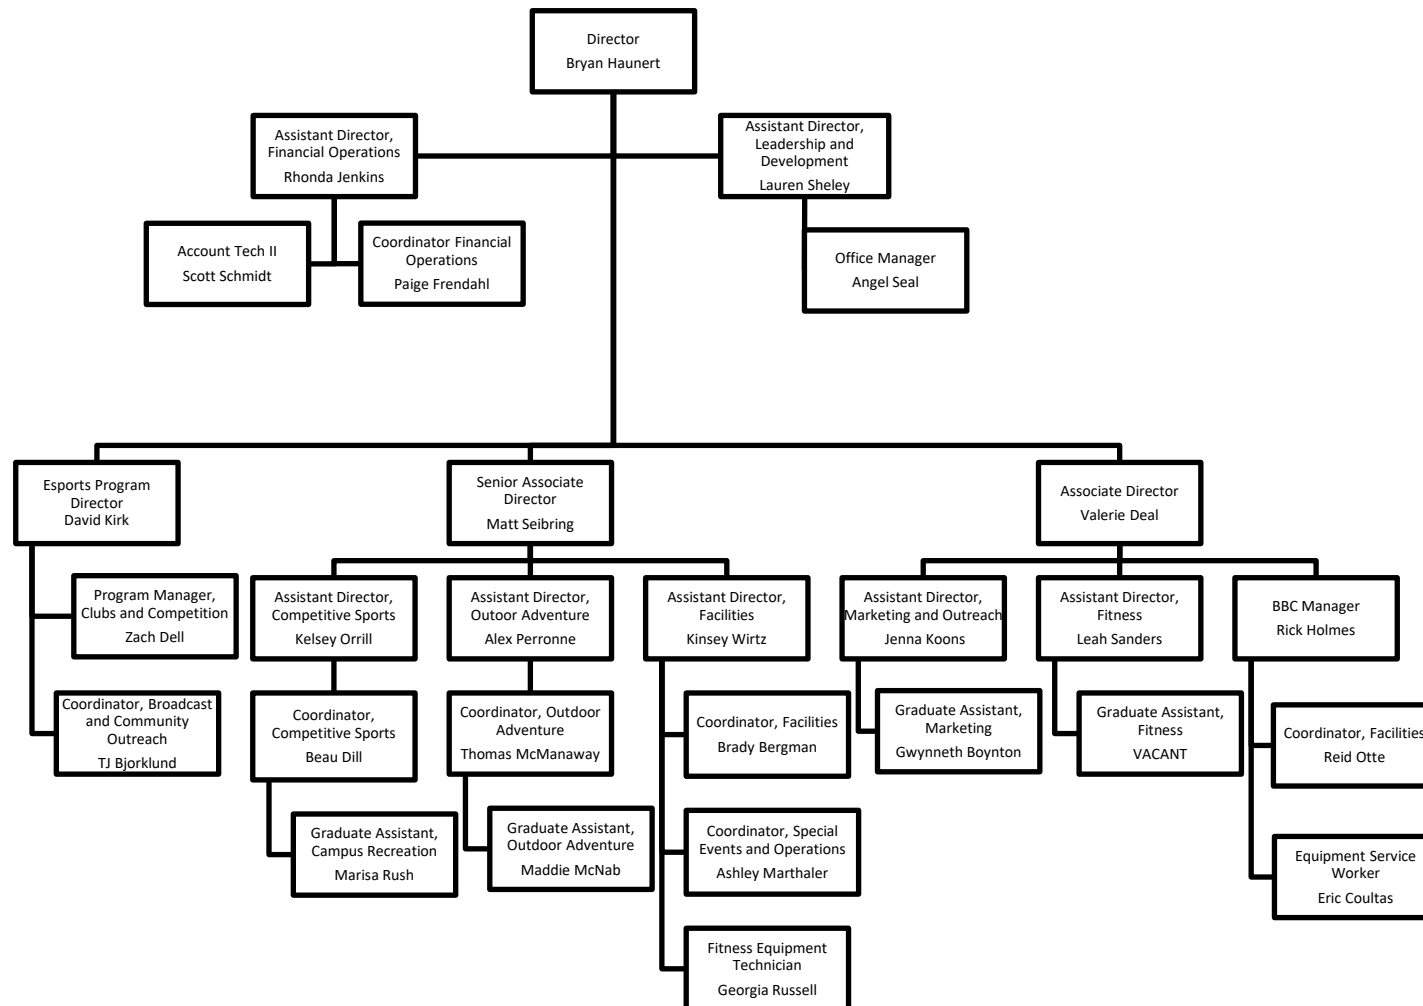 Director
Bryan Haunert
Assistant Director,
Financial Operations
Rhonda Jenkins
Assistant Director,
Leadership and
Development
Lauren Sheley
Account Tech II
Scott Schmidt
Coordinator Financial
Operations
Paige Frendahl
Office Manager
Angel Seal
Esports Program
Director
David Kirk
Senior Associate
Director
Matt Seibring
Associate Director
Valerie Deal
Program Manager,
Clubs and Competition
Zach Dell
Assistant Director,
Competitive Sports
Kelsey Orrill
Assistant Director,
Outoor Adventure
Alex Perronne
Assistant Director,
Facilities
Kinsey Wirtz
Assistant Director,
Marketing and Outreach
Jenna Koons
Assistant Director,
Fitness
Leah Sanders
BBC Manager
Rick Holmes
Coordinator, Broadcast
and Community
Outreach
TJ Bjorklund
Coordinator,
Competitive Sports
Beau Dill
Coordinator, Outdoor
Adventure
Thomas McManaway
Coordinator, Facilities
Brady Bergman
Graduate Assistant,
Marketing
Gwynneth Boynton
Graduate Assistant,
Fitness
VACANT
Coordinator, Facilities
Reid Otte
Graduate Assistant,
Campus Recreation
Marisa Rush
Graduate Assistant,
Outdoor Adventure
Maddie McNab
Coordinator, Special
Events and Operations
Ashley Marthaler
Equipment Service
Worker
Eric Coultas
Fitness Equipment
Technician
Georgia Russell